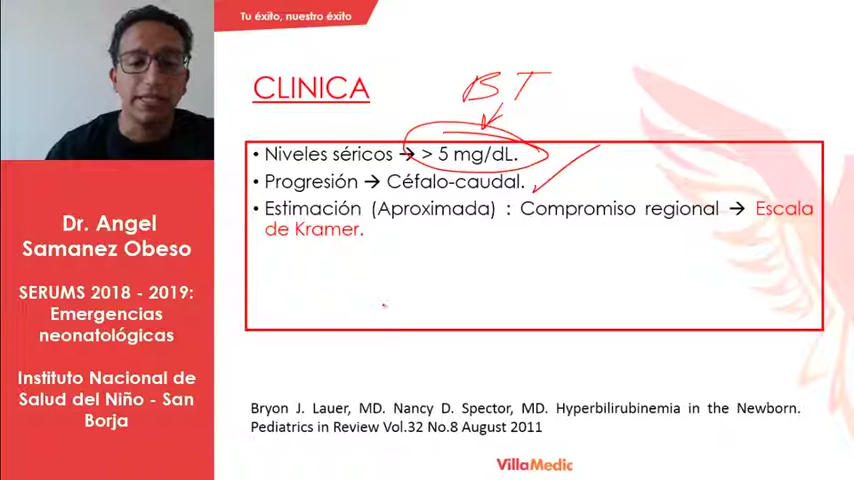 Tu éxito, nuestro éxito
CLINICA
BT
• Niveles séricos → > 5 mg/dL.
• Progresión → Céfalo-caudal.
• Estimación (Aproximada) : Compromiso regional → Escala
de Kramer.
Dr. Angel
Samanez Obeso
SERUMS 2018 - 2019:
Emergencias
neonatológicas
Instituto Nacional de
Salud del Niño - San
Borja
Bryon J. Lauer, MD. Nancy D. Spector, MD. Hyperbilirubinemia in the Newborn.
Pediatrics in Review Vol.32 No.8 August 2011
VillaMedic